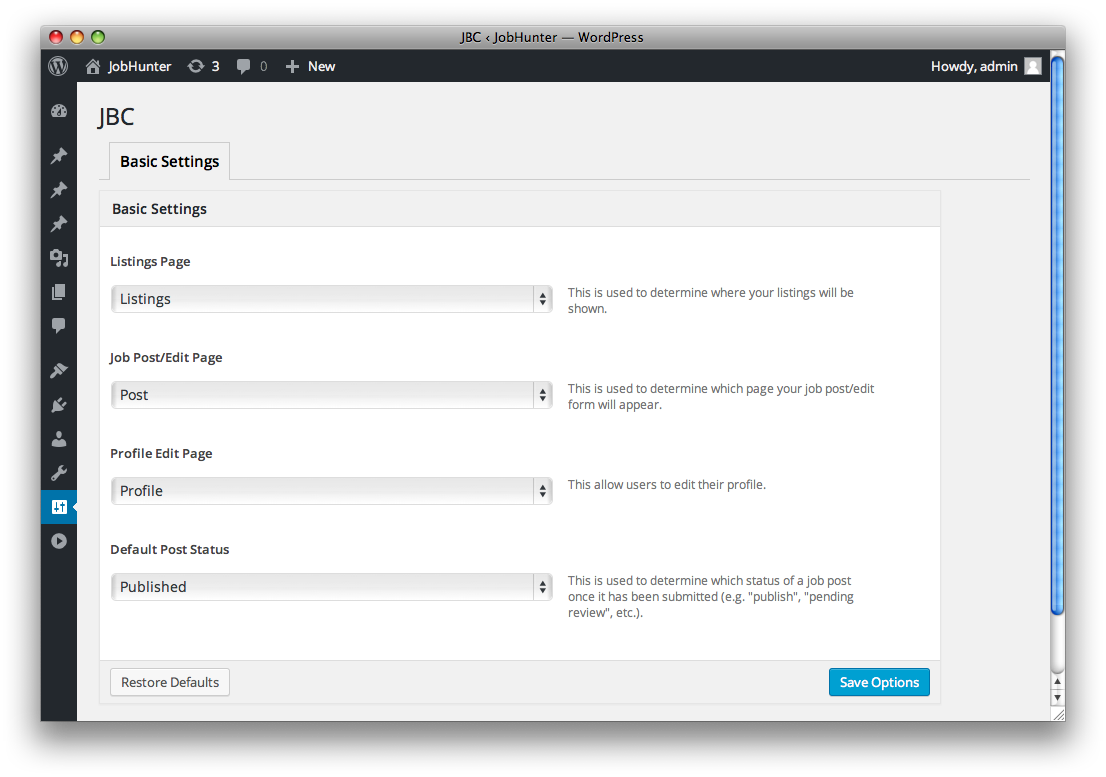 JBC ‹ JobHunter — WordPress
JobHunter 3 0 New Howdy, admin
JBC
Basic Settings
Basic Settings
Listings Page
Listings
This is used to determine where your listings will be
shown.
Job Post/Edit Page
Post
This is used to determine which page your job post/edit
form will appear.
Profile Edit Page
Profile
This allow users to edit their profile.
Default Post Status
Published
This is used to determine which status of a job post
once it has been submitted (e.g. "publish", "pending
review", etc.).
Restore Defaults Save Options